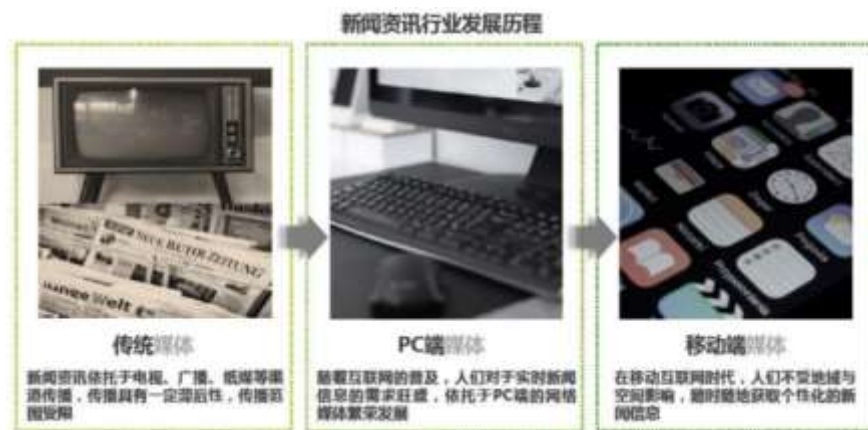 新闻资讯行业发展历程
NEUE RUHR ZEITUNG
传统媒体
PC端媒体
移动端媒体
新闻资讯依托于电视、广播、纸媒等渠
道传播，传播具有一定滞后性，传播范
围受限
随着互联网的普及，人们对于实时新闻
信息的需求旺盛，依托于PC端的网络
媒体繁荣发展
在移动互联网时代，人们不受地域与
空间影响，随时随地获取个性化的新
闻信息